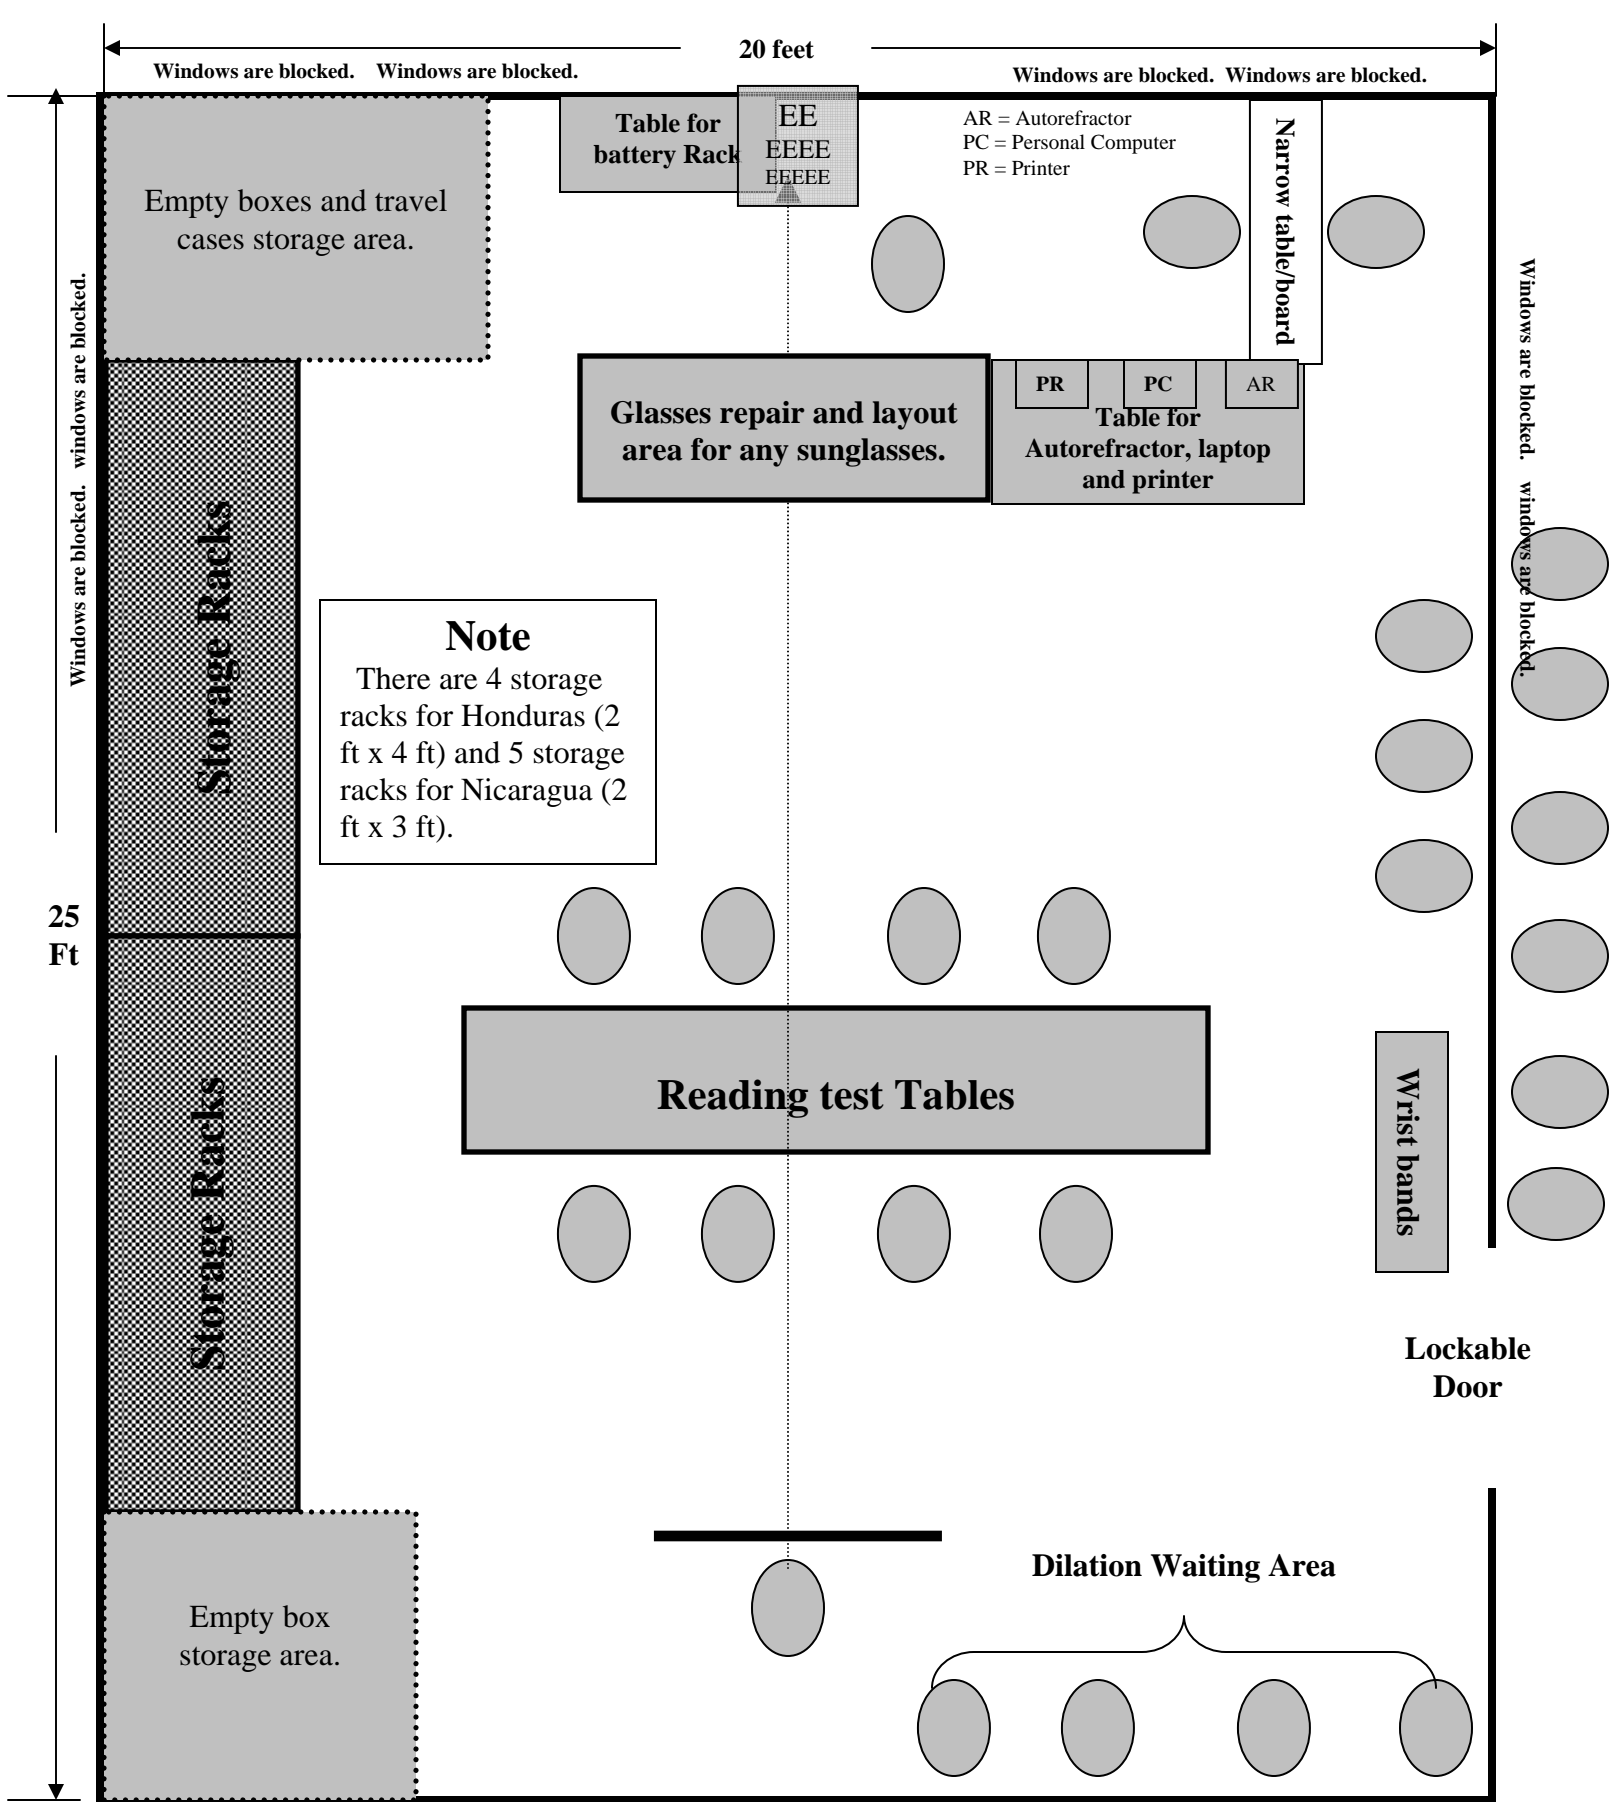 20 feet
Windows are blocked. Windows are blocked.
Windows are blocked. Windows are blocked.
Table for
battery Rack
EE
EEEE
EEEEE
AR = Autorefractor
PC = Personal Computer
PR = Printer
Narrow table/board
Empty boxes and travel
cases storage area.
Windows are blocked. windows are blocked.
Windows are blocked. windows are blocked.
Glasses repair and layout
area for any sunglasses.
PR
PC
AR
Table for
Autorefractor, laptop
and printer
Storage Racks
Note
There are 4 storage
racks for Honduras (2
ft x 4 ft) and 5 storage
racks for Nicaragua (2
ft x 3 ft).
25
Ft
Reading test Tables
Wrist bands
Storage Racks
Lockable
Door
Dilation Waiting Area
Empty box
storage area.